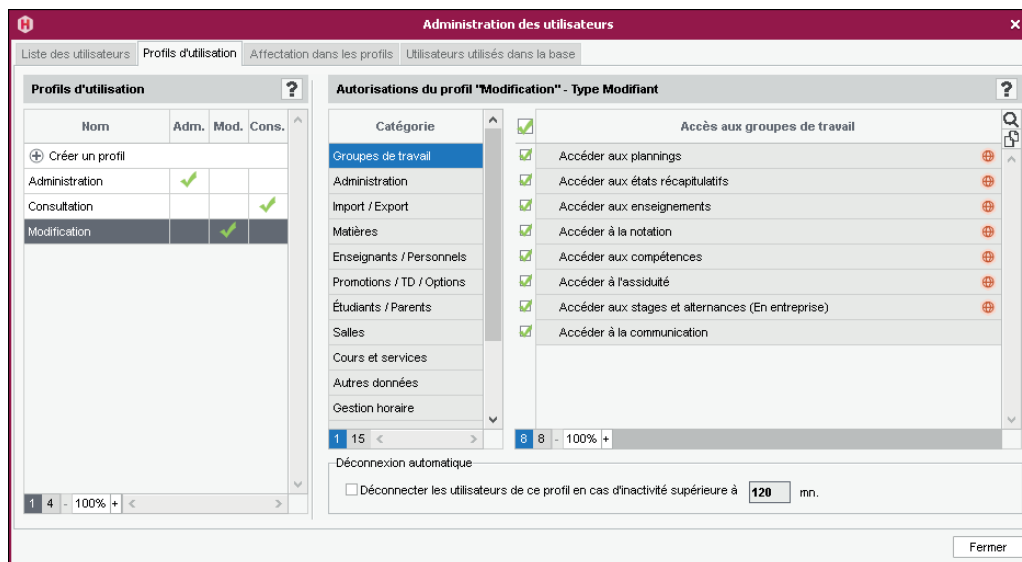 Administration des utilisateurs
Liste des utilisateurs Profils d'utilisation Affectation dans les profils Utilisateurs utilisés dans la base
Profils d'utilisation ?
Nom Adm. Mod. Cons.
Créer un profil
Administration
Consultation
Modification
1 4 - 100% +
Autorisations du profil "Modification" - Type Modifiant ?
Catégorie
Groupes de travail
Administration
Import / Export
Matières
Enseignants / Personnels
Promotions / TD / Options
Étudiants / Parents
Salles
Cours et services
Autres données
Gestion horaire
1 15
Accès aux groupes de travail
Accéder aux plannings
Accéder aux états récapitulatifs
Accéder aux enseignements
Accéder à la notation
Accéder aux compétences
Accéder à l'assiduité
Accéder aux stages et alternances (En entreprise)
Accéder à la communication
8 8 - 100% +
Déconnexion automatique
Déconnecter les utilisateurs de ce profil en cas d'inactivité supérieure à 120 mn.
Fermer